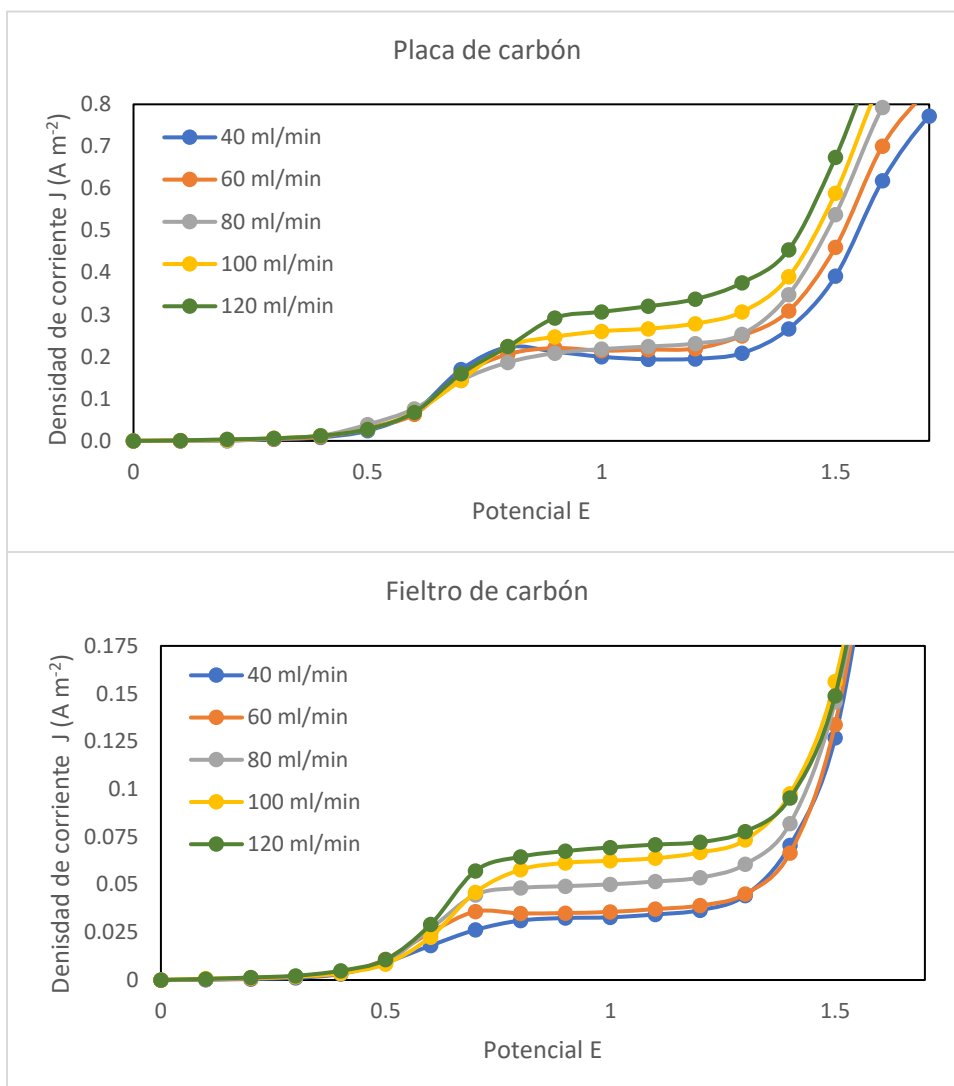 Placa de carbón
Densidad de corriente J (A m⁻²)
0.8
0.7
0.6
0.5
0.4
0.3
0.2
0.1
0.0
40 ml/min
60 ml/min
80 ml/min
100 ml/min
120 ml/min
0
0.5
1
1.5
Potencial E
Fieltro de carbón
Denisdad de corriente J (A m⁻²)
0.175
0.15
0.125
0.1
0.075
0.05
0.025
0
40 ml/min
60 ml/min
80 ml/min
100 ml/min
120 ml/min
0
0.5
1
1.5
Potencial E